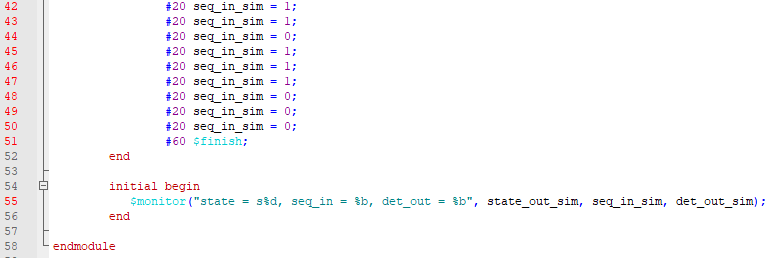 42 #20 seq_in_sim = 1;
43 #20 seq_in_sim = 1;
44 #20 seq_in_sim = 0;
45 #20 seq_in_sim = 1;
46 #20 seq_in_sim = 1;
47 #20 seq_in_sim = 1;
48 #20 seq_in_sim = 0;
49 #20 seq_in_sim = 0;
50 #20 seq_in_sim = 0;
51 #60 $finish;
52 end
53
54 initial begin
55 $monitor("state = s%d, seq_in = %b, det_out = %b", state_out_sim, seq_in_sim, det_out_sim);
56 end
57
58 endmodule